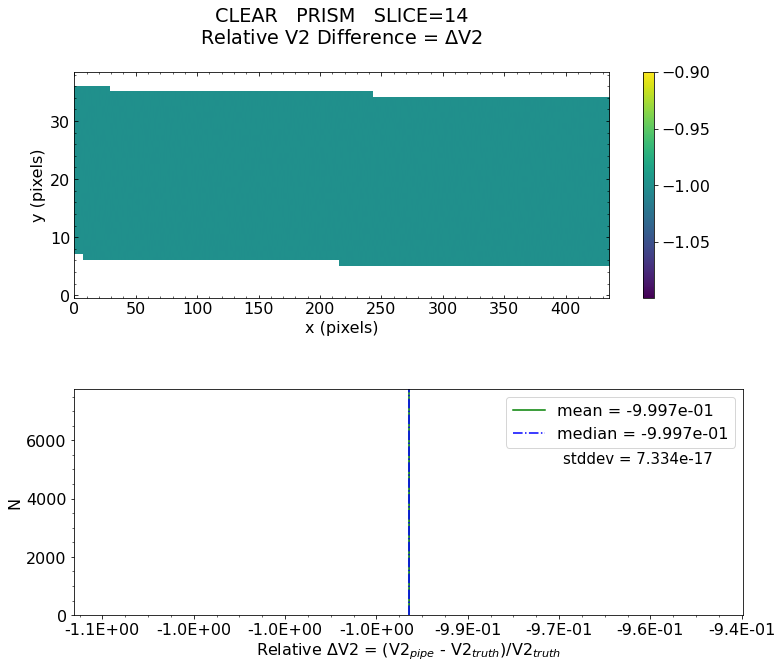 CLEAR PRISM SLICE=14
Relative V2 Difference = ΔV2
y (pixels)
30
20
10
0
0 50 100 150 200 250 300 350 400
x (pixels)
−0.90
−0.95
−1.00
−1.05
N
6000
4000
2000
0
mean = -9.997e-01
median = -9.997e-01
stddev = 7.334e-17
-1.1E+00 -1.0E+00 -1.0E+00 -1.0E+00 -9.9E-01 -9.7E-01 -9.6E-01 -9.4E-01
Relative ΔV2 = (V2pipe - V2truth)/V2truth